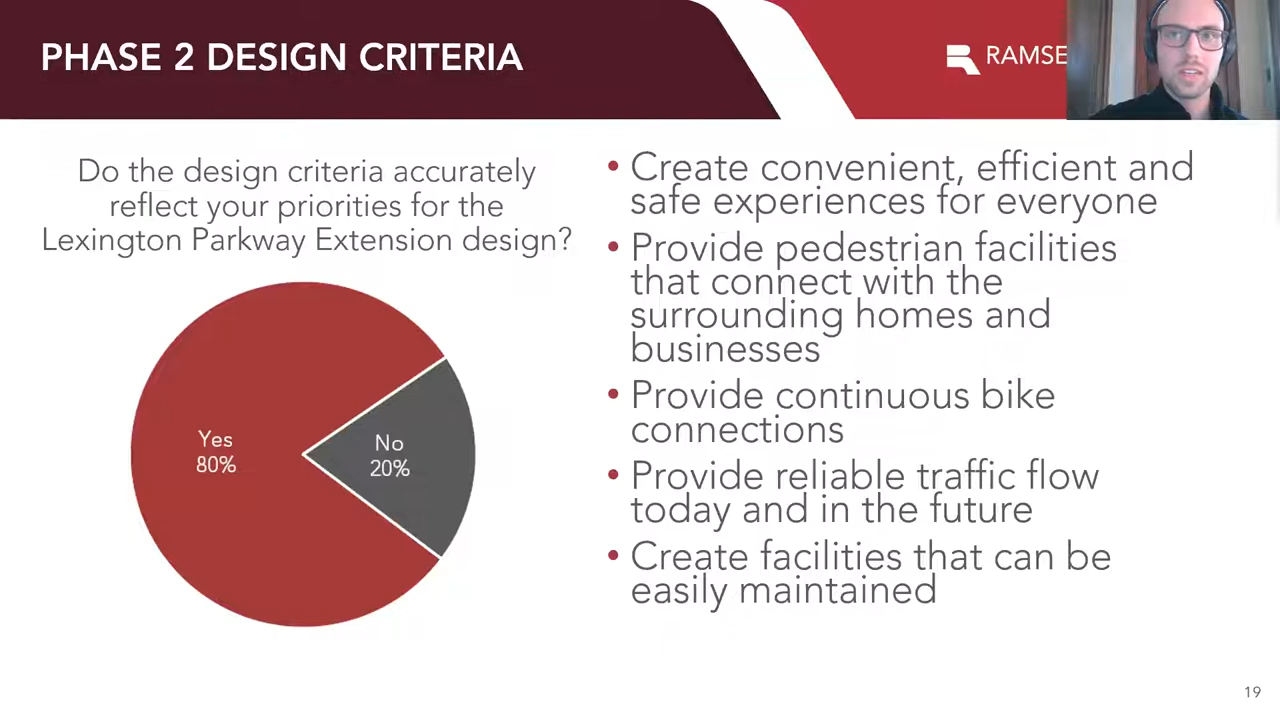 PHASE 2 DESIGN CRITERIA
RAMSE
Do the design criteria accurately
reflect your priorities for the
Lexington Parkway Extension design?
Yes
80%
No
20%
• Create convenient, efficient and
safe experiences for everyone
• Provide pedestrian facilities
that connect with the
surrounding homes and
businesses
• Provide continuous bike
connections
• Provide reliable traffic flow
today and in the future
• Create facilities that can be
easily maintained
19